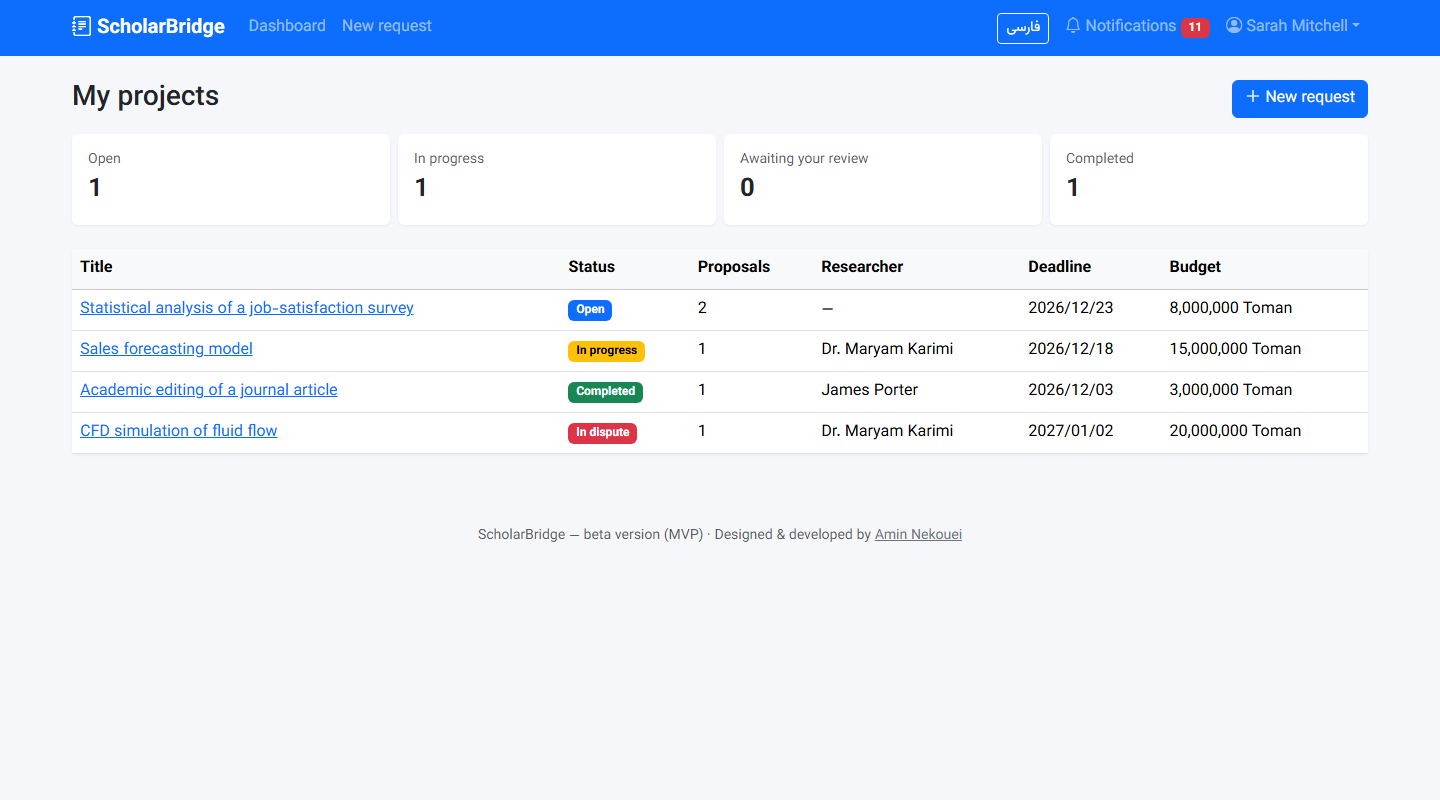 ScholarBridge Dashboard New request فارسی Notifications 11 Sarah Mitchell
My projects + New request
Open In progress Awaiting your review Completed
1 1 0 1
Title Status Proposals Researcher Deadline Budget
Statistical analysis of a job-satisfaction survey Open 2 — 2026/12/23 8,000,000 Toman
Sales forecasting model In progress 1 Dr. Maryam Karimi 2026/12/18 15,000,000 Toman
Academic editing of a journal article Completed 1 James Porter 2026/12/03 3,000,000 Toman
CFD simulation of fluid flow In dispute 1 Dr. Maryam Karimi 2027/01/02 20,000,000 Toman
ScholarBridge — beta version (MVP) · Designed & developed by Amin Nekouei